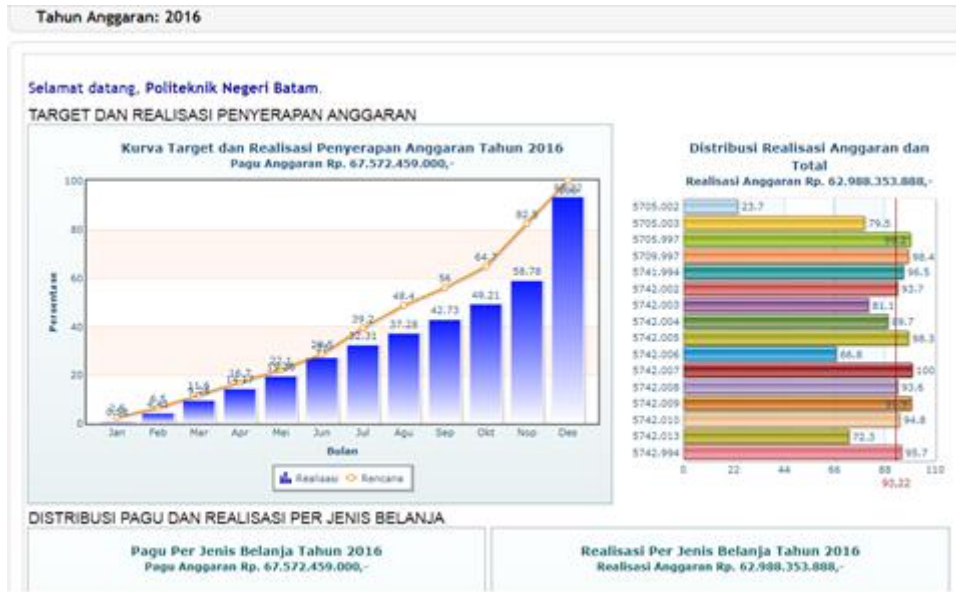 Tahun Anggaran: 2016
Selamat datang, Politeknik Negeri Batam.
TARGET DAN REALISASI PENYERAPAN ANGGARAN
Kurva Target dan Realisasi Penyerapan Anggaran Tahun 2016
Pagu Anggaran Rp. 67.572.459.000,-
100
80
60
40
20
0
Persentase
82.5
64.7
56
48.4
39.2
58.78
49.21
42.73
37.28
32.31
Jan Feb Mar Apr Mei Jun Jul Agu Sep Okt Nop Des
Bulan
Realisasi Rencana
Distribusi Realisasi Anggaran dan
Total
Realisasi Anggaran Rp. 62.988.353.888,-
5705.002 23.7
5705.003 79.5
5705.997
5709.997 98.4
5741.994 96.5
5742.002 93.7
5742.003 81.1
5742.004 89.7
5742.005 98.3
5742.006 66.8
5742.007 100
5742.008 93.6
5742.009
5742.010 94.8
5742.013 72.3
5742.994 95.7
0 22 44 66 88 110
93.22
DISTRIBUSI PAGU DAN REALISASI PER JENIS BELANJA
Pagu Per Jenis Belanja Tahun 2016
Pagu Anggaran Rp. 67.572.459.000,-
Realisasi Per Jenis Belanja Tahun 2016
Realisasi Anggaran Rp. 62.988.353.888,-